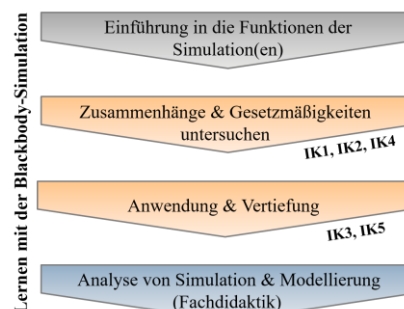 Lernen mit der Blackbody-Simulation
Einführung in die Funktionen der
Simulation(en)
Zusammenhänge & Gesetzmäßigkeiten
untersuchen
IK1, IK2, IK4
Anwendung & Vertiefung
IK3, IK5
Analyse von Simulation & Modellierung
(Fachdidaktik)